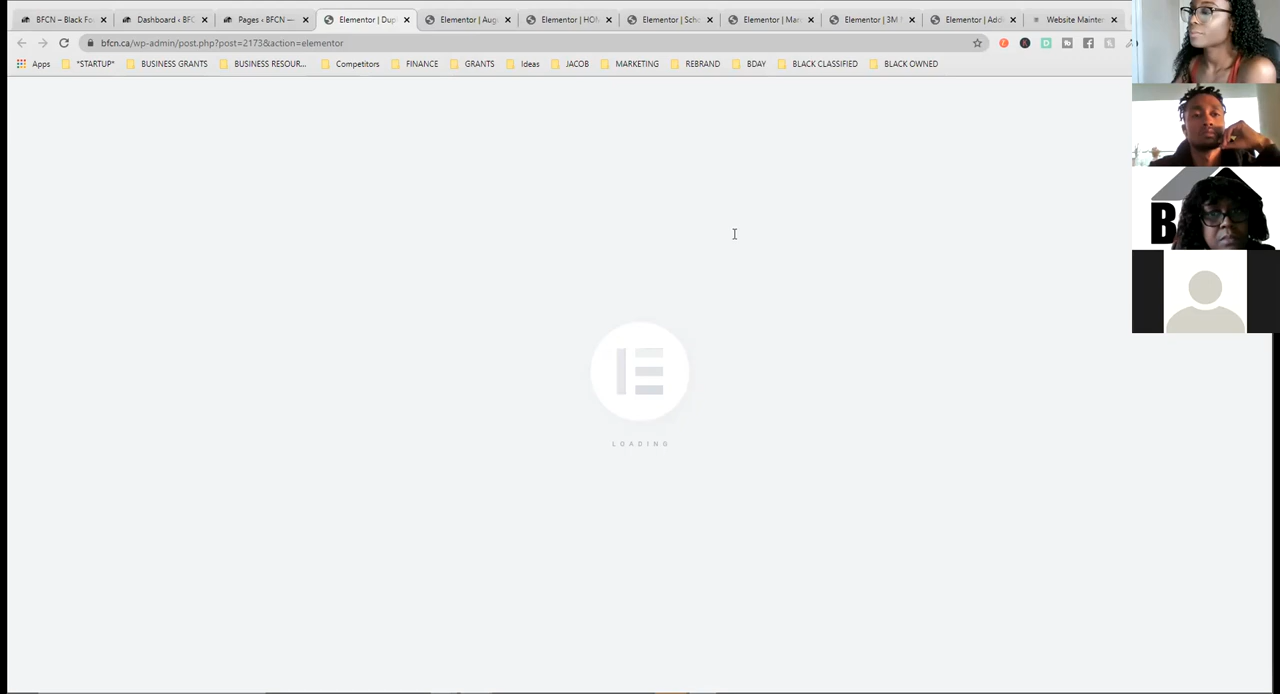 BFCN – Black Fou
Dashboard ‹ BFC
Pages ‹ BFCN —
Elementor | Dup
Elementor | Aug
Elementor | HOM
Elementor | Scho
Elementor | Mar
Elementor | 3M
Elementor | Add
Website Mainten
bfcn.ca/wp-admin/post.php?post=2173&action=elementor
Apps
*STARTUP*
BUSINESS GRANTS
BUSINESS RESOUR...
Competitors
FINANCE
GRANTS
Ideas
JACOB
MARKETING
REBRAND
BDAY
BLACK CLASSIFIED
BLACK OWNED
B
LOADING